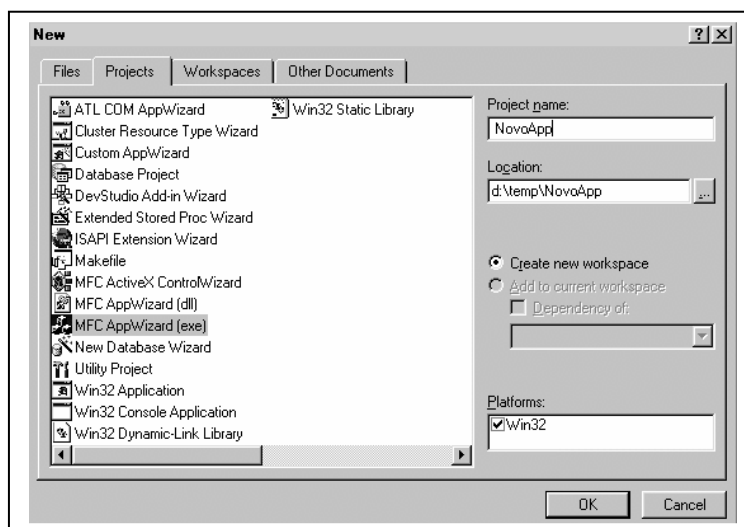 New
Files
Projects
Workspaces
Other Documents
ATL COM AppWizard
Cluster Resource Type Wizard
Custom AppWizard
Database Project
DevStudio Add-in Wizard
Extended Stored Proc Wizard
ISAPI Extension Wizard
Makefile
MFC ActiveX ControlWizard
MFC AppWizard (dll)
MFC AppWizard (exe)
New Database Wizard
Utility Project
Win32 Application
Win32 Console Application
Win32 Dynamic-Link Library
Win32 Static Library
Project name:
NovaApp
Location:
d:\temp\NovaApp
...
Create new workspace
Add to current workspace
Dependency of:
Platforms:
Win32
OK
Cancel